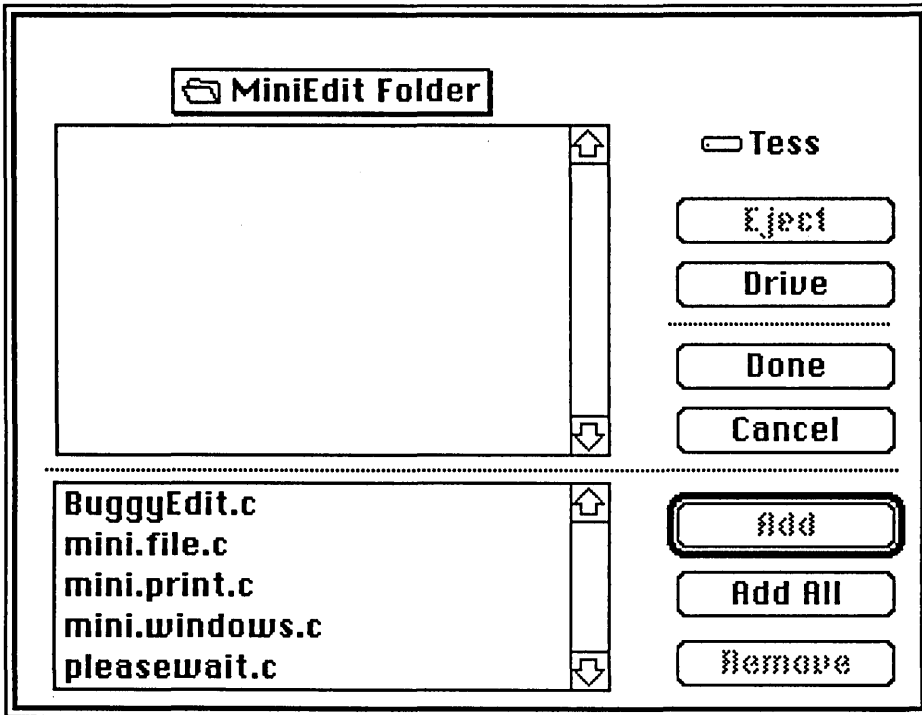 MiniEdit Folder
Tess
Eject
Drive
Done
Cancel
BuggyEdit.c
mini.file.c
mini.print.c
mini.windows.c
pleasewait.c
Add
Add All
Remove